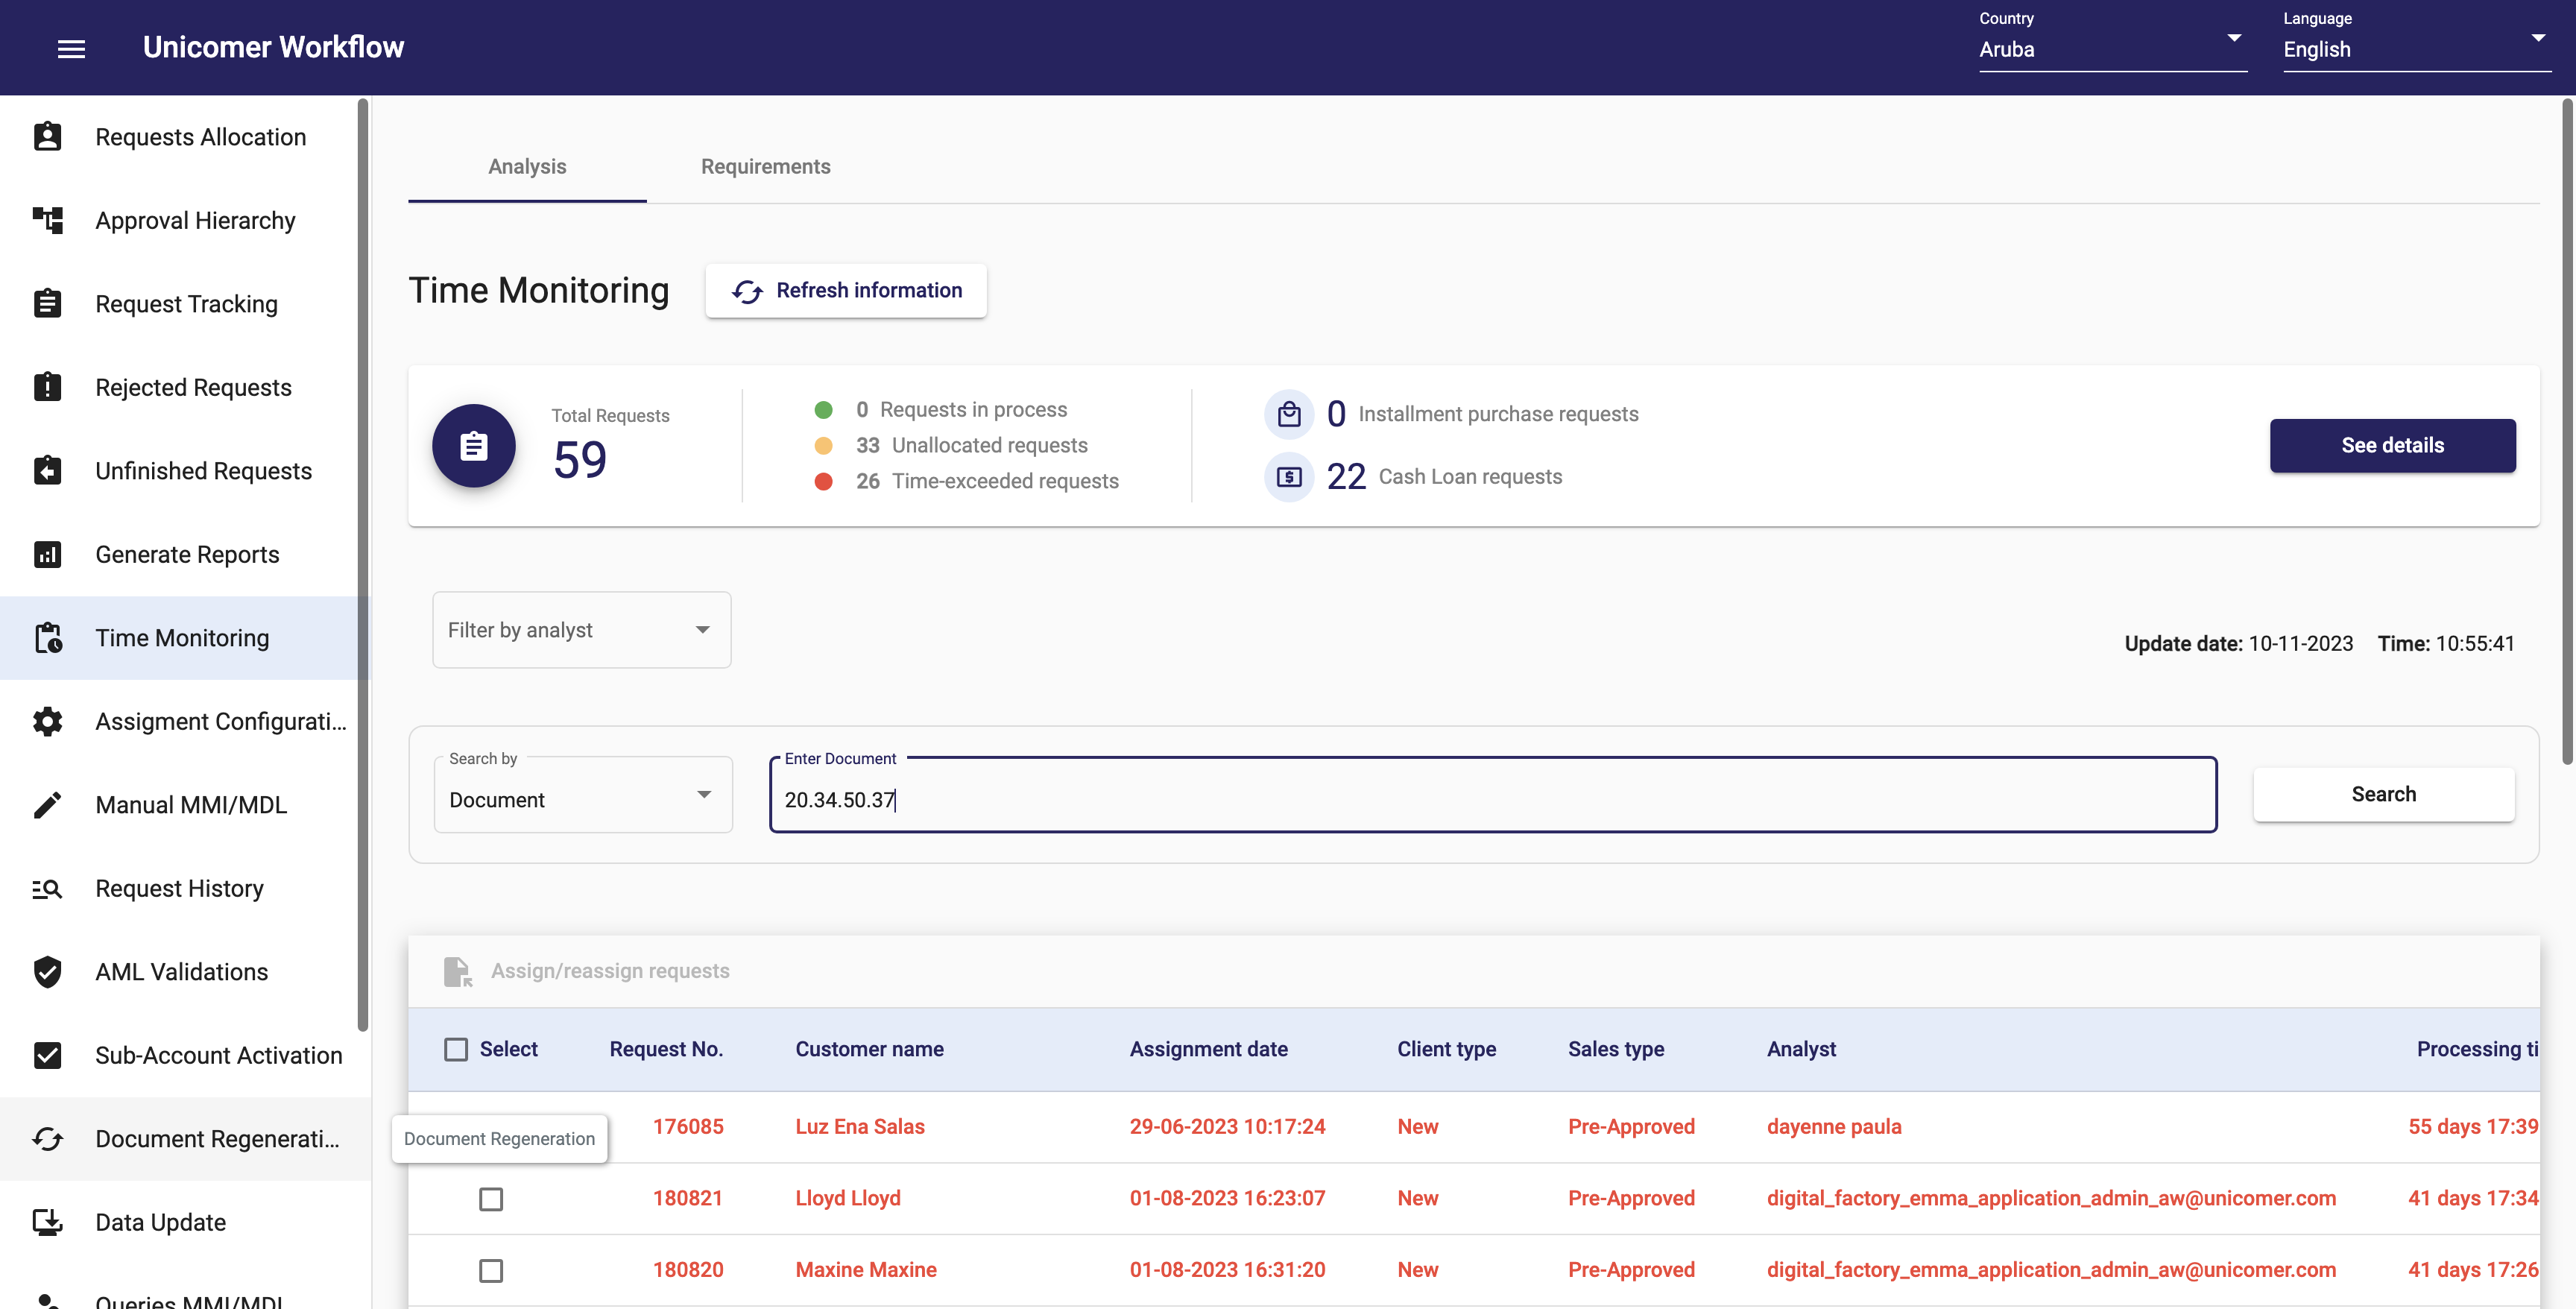 Unicomer Workflow
Country
Aruba
Language
English
Requests Allocation
Approval Hierarchy
Request Tracking
Rejected Requests
Unfinished Requests
Generate Reports
Time Monitoring
Assigment Configurati...
Manual MMI/MDL
Request History
AML Validations
Sub-Account Activation
Document Regenerati...
Data Update
Queries MMI/MDL
Analysis
Requirements
Time Monitoring
Refresh information
Total Requests
59
0 Requests in process
33 Unallocated requests
26 Time-exceeded requests
0 Installment purchase requests
22 Cash Loan requests
See details
Filter by analyst
Update date: 10-11-2023 Time: 10:55:41
Search by
Document
Enter Document
20.34.50.37
Search
Assign/reassign requests
Select Request No. Customer name Assignment date Client type Sales type Analyst Processing ti
176085 Luz Ena Salas 29-06-2023 10:17:24 New Pre-Approved dayenne paula 55 days 17:39
Document Regeneration
180821 Lloyd Lloyd 01-08-2023 16:23:07 New Pre-Approved digital_factory_emma_application_admin_aw@unicomer.com 41 days 17:34
180820 Maxine Maxine 01-08-2023 16:31:20 New Pre-Approved digital_factory_emma_application_admin_aw@unicomer.com 41 days 17:26